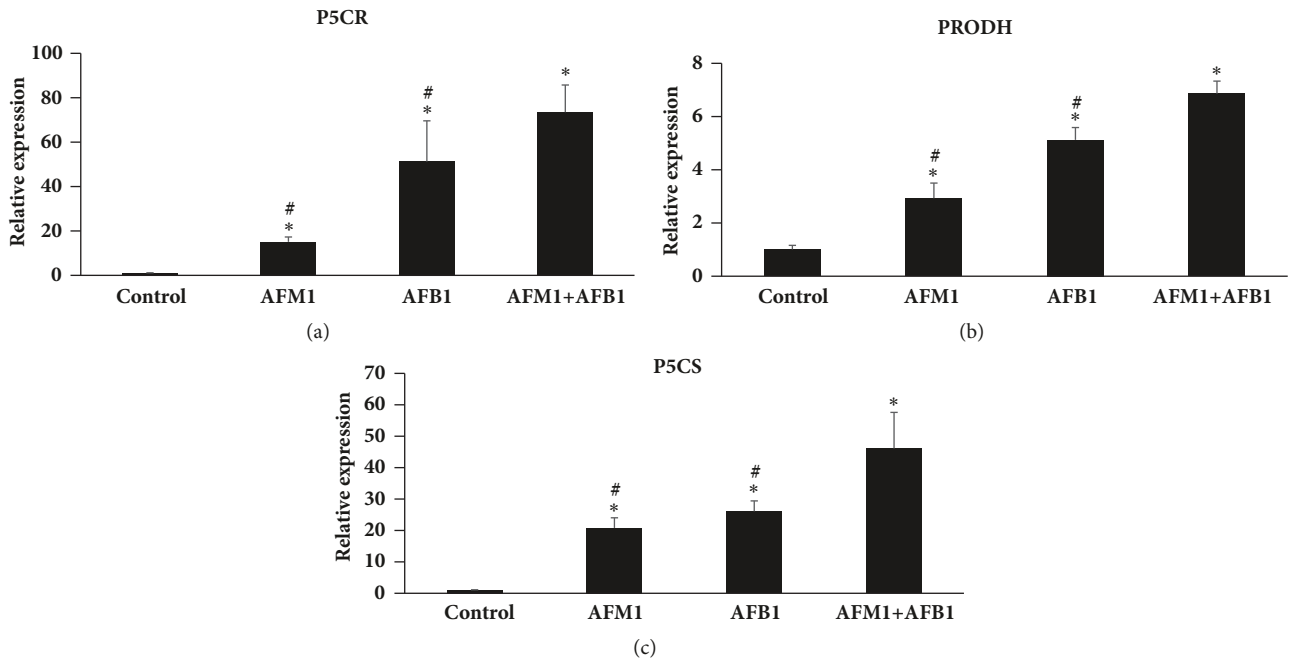 P5CR
Relative expression
100
80
60
40
20
0
#
*
#
*
*
Control AFM1 AFB1 AFM1+AFB1
(a)
PRODH
Relative expression
8
6
4
2
0
#
*
#
*
*
Control AFM1 AFB1 AFM1+AFB1
(b)
P5CS
Relative expression
70
60
50
40
30
20
10
0
#
*
#
*
*
Control AFM1 AFB1 AFM1+AFB1
(c)